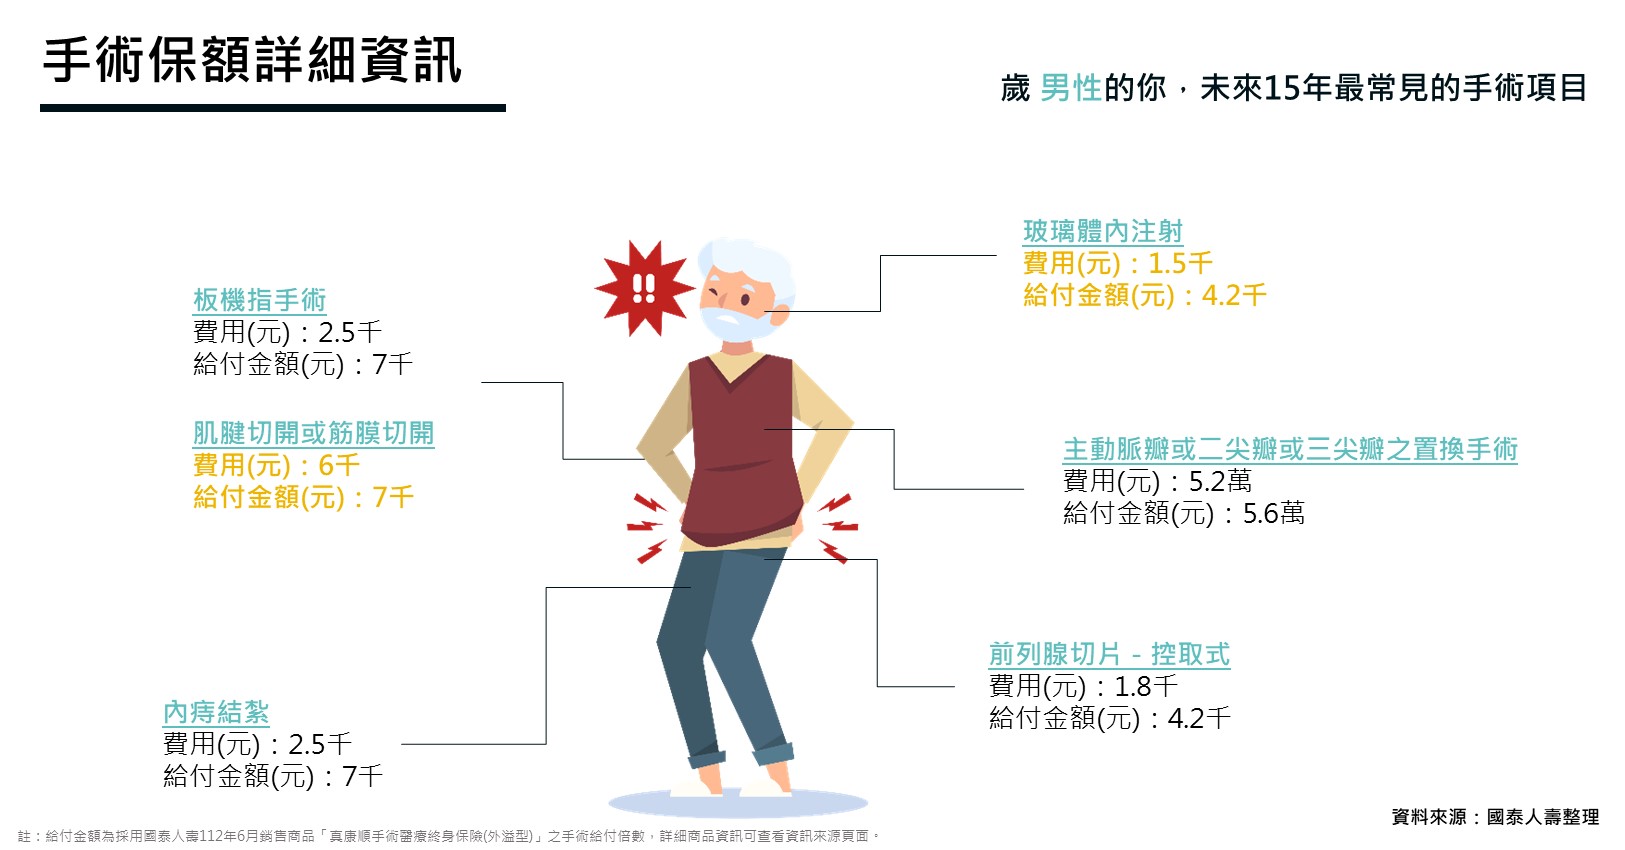 手術保額詳細資訊
歲 男性的你，未來15年最常見的手術項目
玻璃體內注射
費用(元)：1.5千
給付金額(元)：4.2千
板機指手術
費用(元)：2.5千
給付金額(元)：7千
肌腱切開或筋膜切開
費用(元)：6千
給付金額(元)：7千
主動脈瓣或二尖瓣或三尖瓣之置換手術
費用(元)：5.2萬
給付金額(元)：5.6萬
前列腺切片－控取式
費用(元)：1.8千
給付金額(元)：4.2千
內痔結紮
費用(元)：2.5千
給付金額(元)：7千
資料來源：國泰人壽整理
註：給付金額為採用國泰人壽112年6月銷售商品「真康順手術醫療終身保險(外溢型)」之手術給付倍數，詳細商品資訊可查看資訊來源頁面。